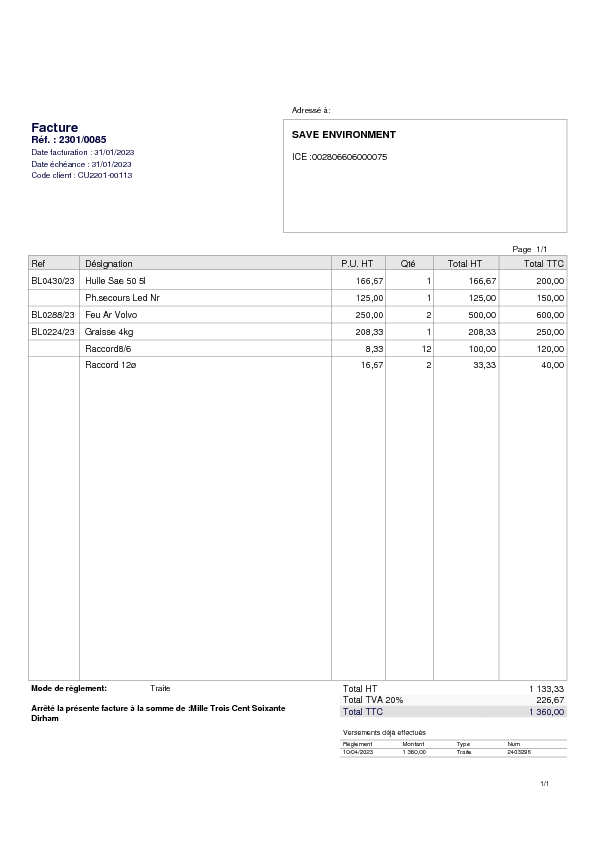 Adressé à:
Facture
Réf. : 2301/0085
Date facturation : 31/01/2023
Date échéance : 31/01/2023
Code client : CU2201-00113
SAVE ENVIRONMENT
ICE :002806606000075
Page 1/1
Ref Désignation P.U. HT Qté Total HT Total TTC
BL0430/23 Huile Sae 50 5l 166,67 1 166,67 200,00
Ph.secours Led Nr 125,00 1 125,00 150,00
BL0288/23 Feu Ar Volvo 250,00 2 500,00 600,00
BL0224/23 Graisse 4kg 208,33 1 208,33 250,00
Raccord8/6 8,33 12 100,00 120,00
Raccord 12ø 16,67 2 33,33 40,00
Mode de règlement: Traite
Arrêté la présente facture à la somme de :Mille Trois Cent Soixante
Dirham
Total HT 1 133,33
Total TVA 20% 226,67
Total TTC 1 360,00
Versements déjà effectués
Règlement Montant Type Num
10/04/2023 1 360,00 Traite 2403298
1/1